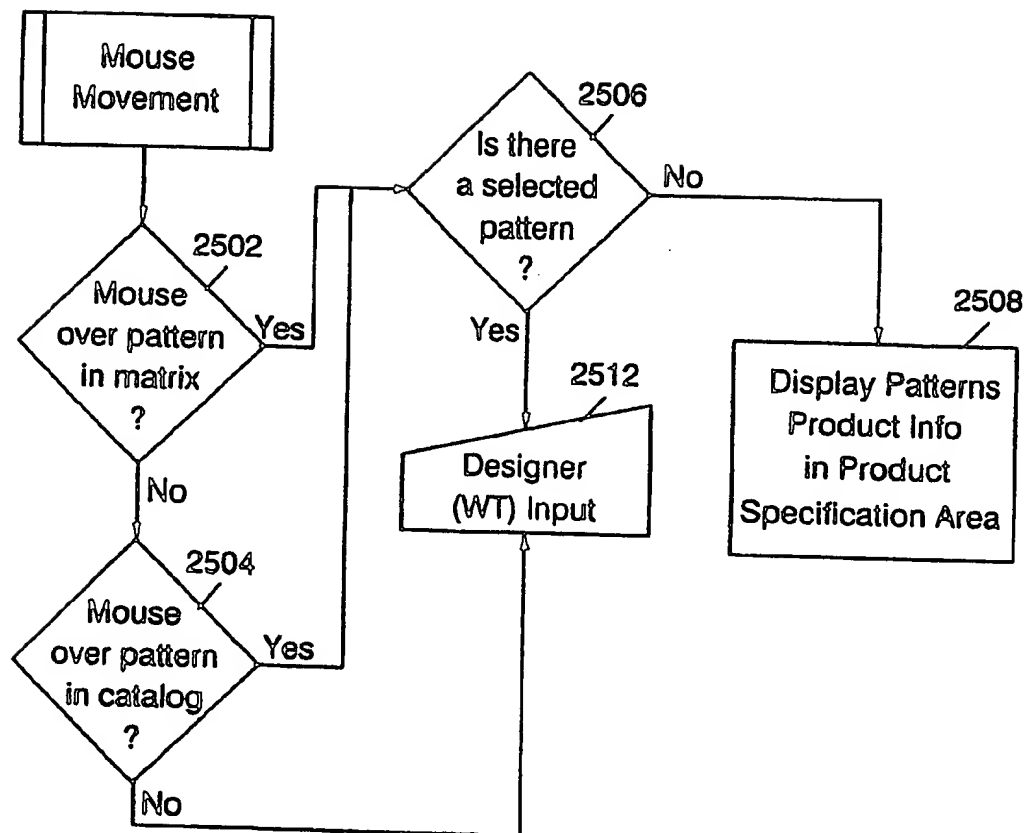 Mouse
Movement
2502
Mouse
over pattern
in matrix
?
Yes
No
2504
Mouse
over pattern
in catalog
?
Yes
No
2506
Is there
a selected
pattern
?
No
Yes
2512
Designer
(WT) Input
2508
Display Patterns
Product Info
in Product
Specification Area